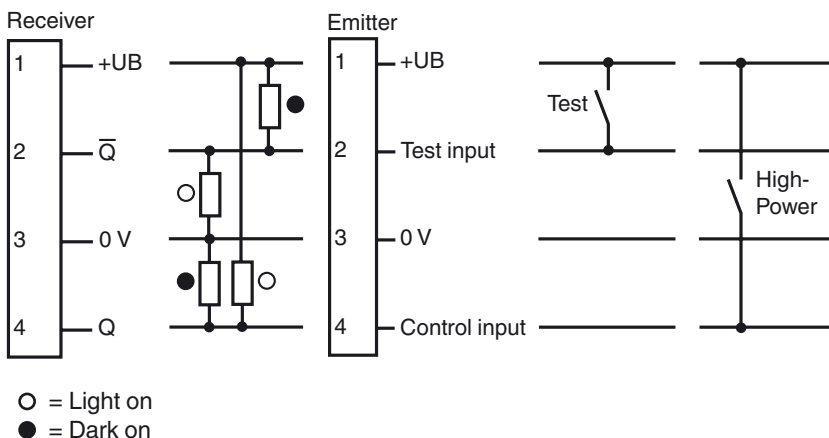 Receiver
1
+UB
2
Q̅
3
0 V
4
Q
Emitter
1
+UB
2
Test input
3
0 V
4
Control input
Test
High-
Power
= Light on
= Dark on